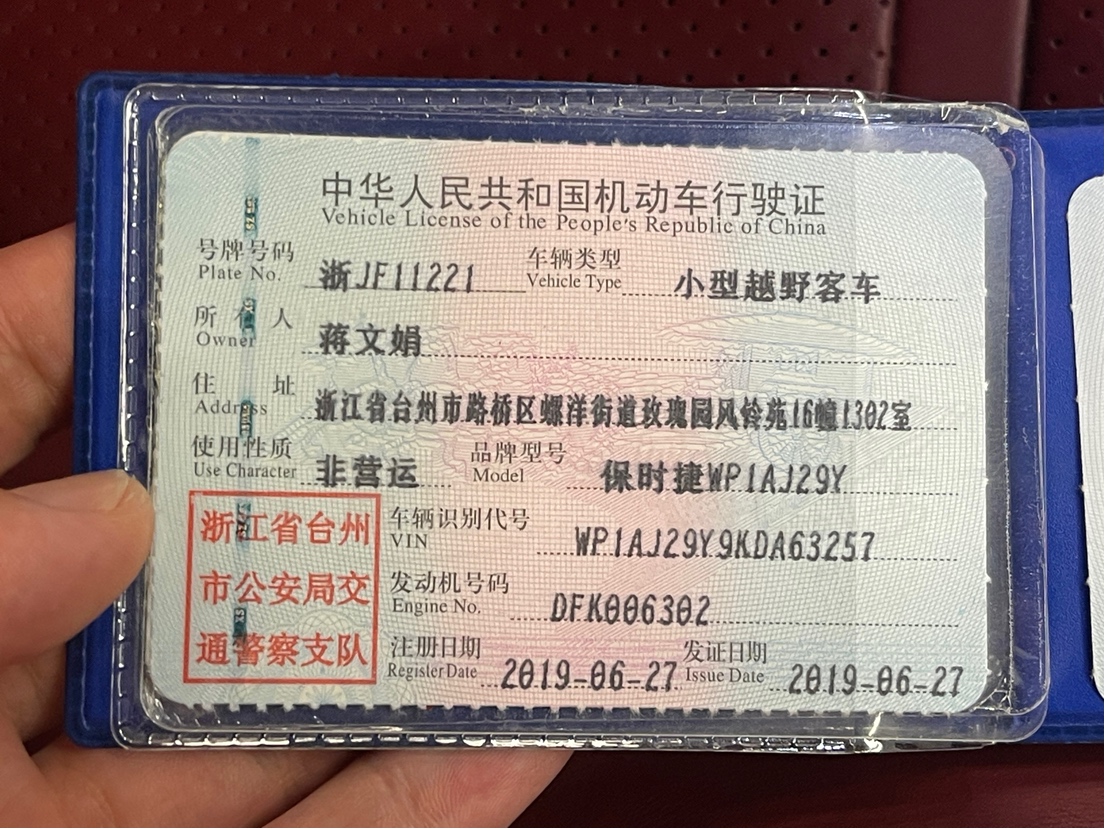 中华人民共和国机动车行驶证
Vehicle License of the People's Republic of China
号牌号码 浙JF11221 车辆类型 小型越野客车
Plate No. Vehicle Type
所有人 蒋文娟
Owner
住址 浙江省台州市路桥区螺洋街道玫瑰园风铃苑16幢1302室
Address
使用性质 非营运 品牌型号 保时捷WP1AJ29Y
Use Character Model
浙江省台州
市公安局交
通警察支队
车辆识别代号 WP1AJ29Y9KDA63257
VIN
发动机号码 DFK006302
Engine No.
注册日期 2019-06-27 发证日期 2019-06-27
Register Date Issue Date